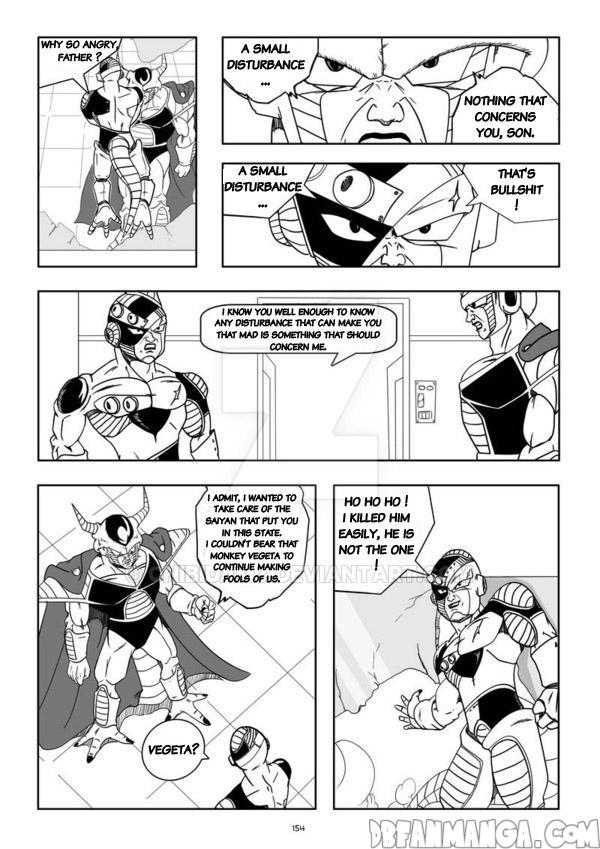 WHY SO ANGRY,
FATHER ?
A SMALL
DISTURBANCE
...
NOTHING THAT
CONCERNS
YOU, SON.
A SMALL
DISTURBANCE
...
THAT'S
BULLSHIT
!
I KNOW YOU WELL ENOUGH TO KNOW
ANY DISTURBANCE THAT CAN MAKE YOU
THAT MAD IS SOMETHING THAT SHOULD
CONCERN ME.
I ADMIT, I WANTED TO
TAKE CARE OF THE
SAIYAN THAT PUT YOU
IN THIS STATE.
I COULDN'T BEAR THAT
MONKEY VEGETA TO
CONTINUE MAKING
FOOLS OF US.
VEGETA?
HO HO HO !
I KILLED HIM
EASILY, HE IS
NOT THE ONE
!
154
DBFANMANGA.COM